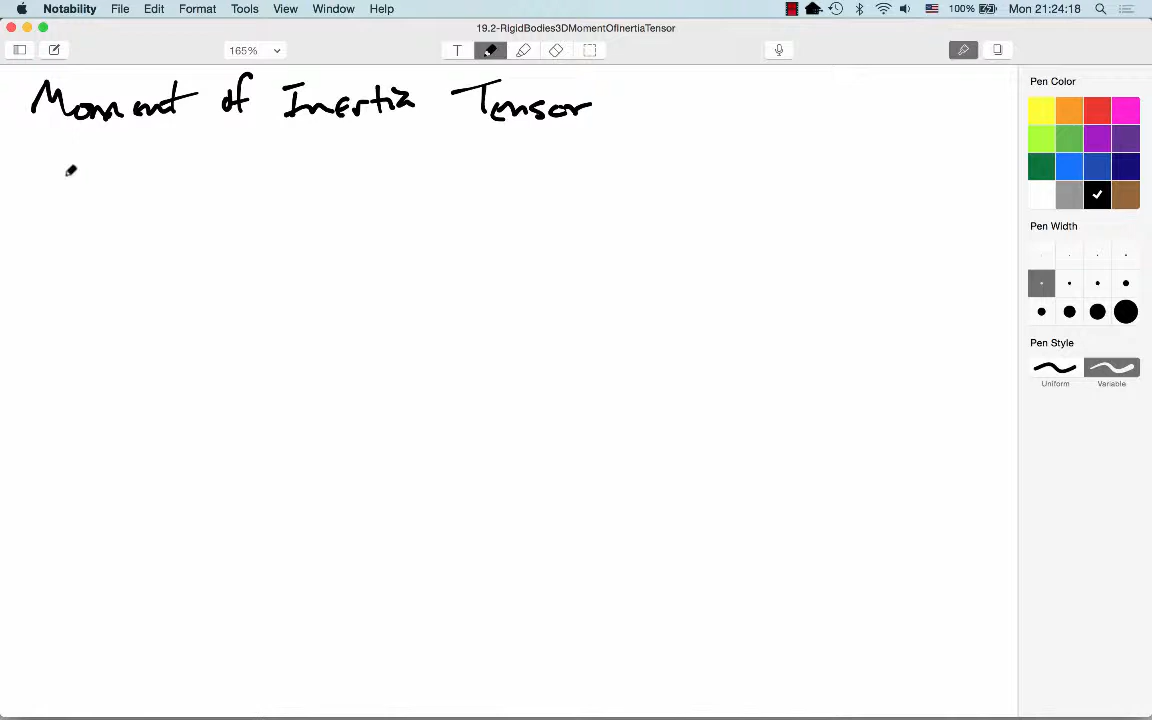 Notability File Edit Format Tools View Window Help 100% Mon 21:24:18
19.2-RigidBodies3DMomentOfInertiaTensor
165% T
Moment of Inertia Tensor
Pen Color
Pen Width
Pen Style
Uniform Variable